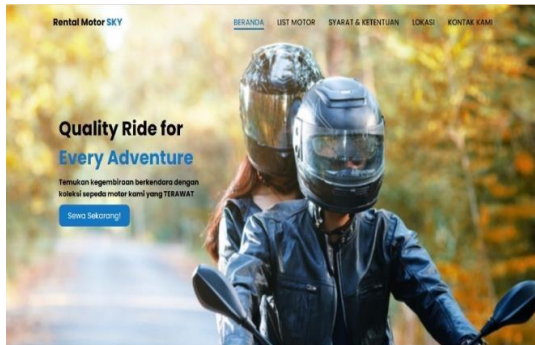 Rental Motor SKY
BERANDA LIST MOTOR SYARAT & KETENTUAN LOKASI KONTAK KAMI
Quality Ride for
Every Adventure
Temukan kegembiraan berkendara dengan
koleksi sepeda motor kami yang TERAWAT
Sewa Sekarang!